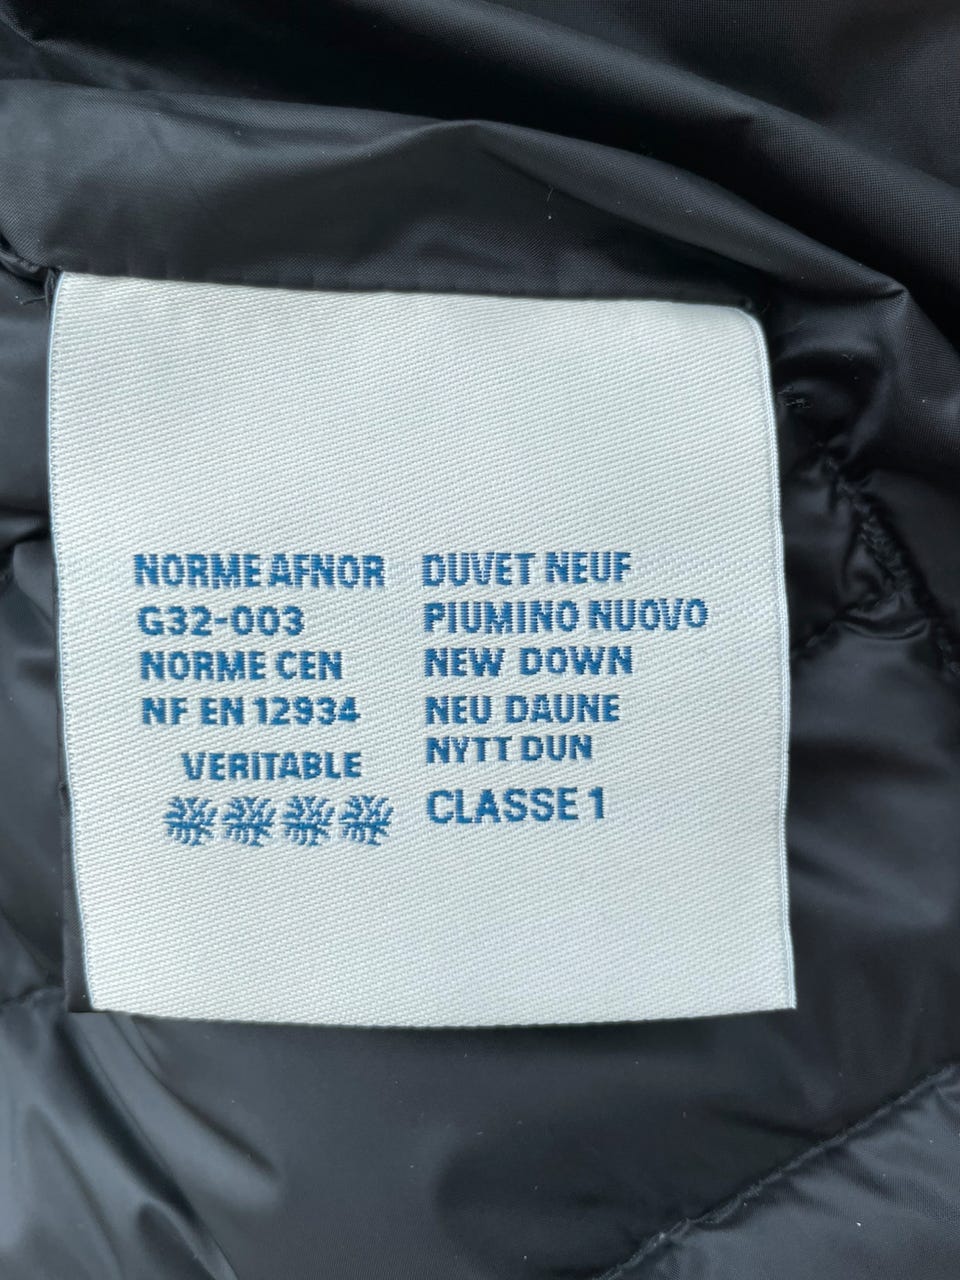 NORME AFNOR
G32-003
NORME CEN
NF EN 12934
VERITABLE
DUVET NEUF
PIUMINO NUOVO
NEW DOWN
NEU DAUNE
NYTT DUN
CLASSE 1